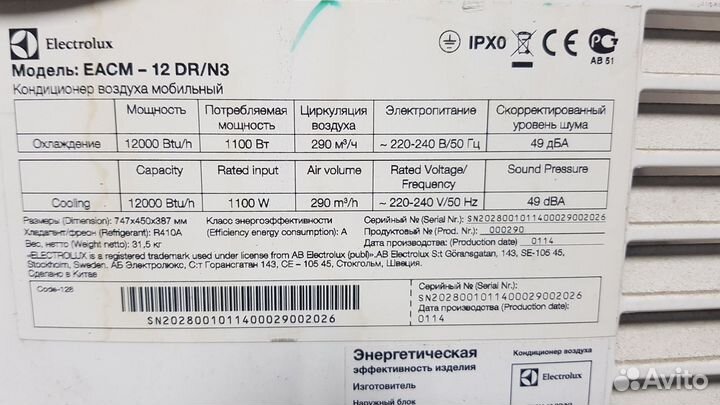 Electrolux
IPX0
CE
АВ 51
Модель: EACM – 12 DR/N3
Кондиционер воздуха мобильный
Мощность Потребляемая мощность Циркуляция воздуха Электропитание Скорректированный уровень шума
Охлаждение 12000 Btu/h 1100 Вт 290 м³/ч ~ 220-240 В/50 Гц 49 дБА
Capacity Rated input Air volume Rated Voltage/ Frequency Sound Pressure
Cooling 12000 Btu/h 1100 W 290 m³/h ~ 220-240 V/50 Hz 49 dBA
Размеры (Dimension): 747x450x387 мм
Хладагент/фреон (Refrigerant): R410A
Вес, нетто (Weight netto): 31,5 кг
Класс энергоэффективности
(Efficiency energy consumption): A
Серийный № (Serial Nr.): SN2028001011400029002026
Продуктовый № (Prod. Nr.): 000290
Дата производства (Production date): 0114
«ELECTROLUX is a registered trademark used under license from AB Electrolux (publ)».AB Electrolux S:t Göransgatan, 143, SE-105 45,
Stockholm, Sweden. АБ Электролюкс, С:т Горансгатан 143, СЕ – 105 45, Стокгольм, Швеция.
Сделано в Китае
Code-128
SN2028001011400029002026
Серийный № (Serial Nr.):
SN2028001011400029002026
Дата производства (Production date):
0114
Энергетическая
эффективность изделия
Изготовитель
Наружный блок
Кондиционер воздуха
Electrolux
Avito